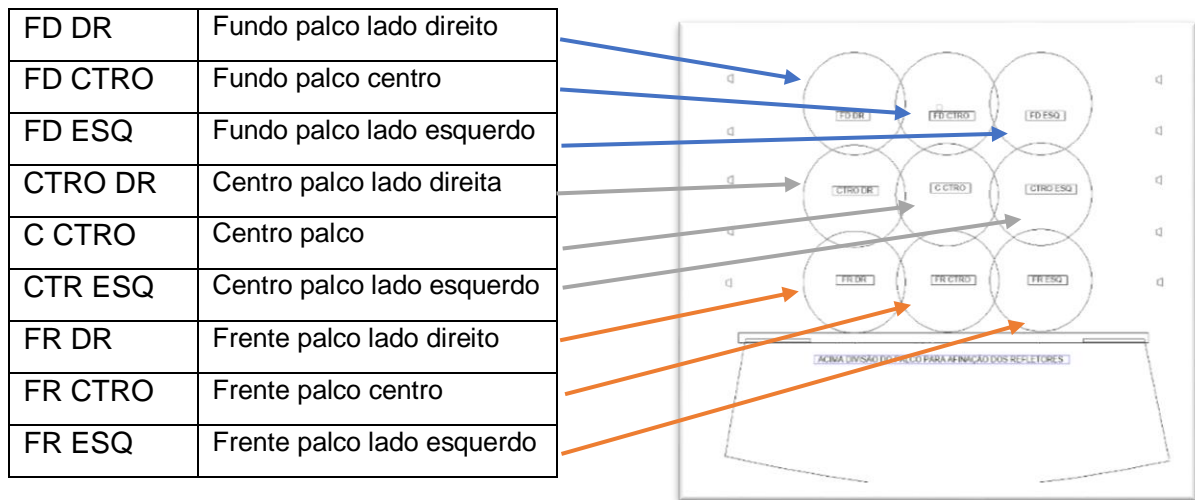 FD DR Fundo palco lado direito
FD CTRO Fundo palco centro
FD ESQ Fundo palco lado esquerdo
CTRO DR Centro palco lado direita
C CTRO Centro palco
CTR ESQ Centro palco lado esquerdo
FR DR Frente palco lado direito
FR CTRO Frente palco centro
FR ESQ Frente palco lado esquerdo
FD DR FD CTRO FD ESQ
CTRO DR C CTRO CTRO ESQ
FR DR FR CTRO FR ESQ
ACIMA DIVISÃO DO PALCO PARA AFINAÇÃO DOS REFLETORES